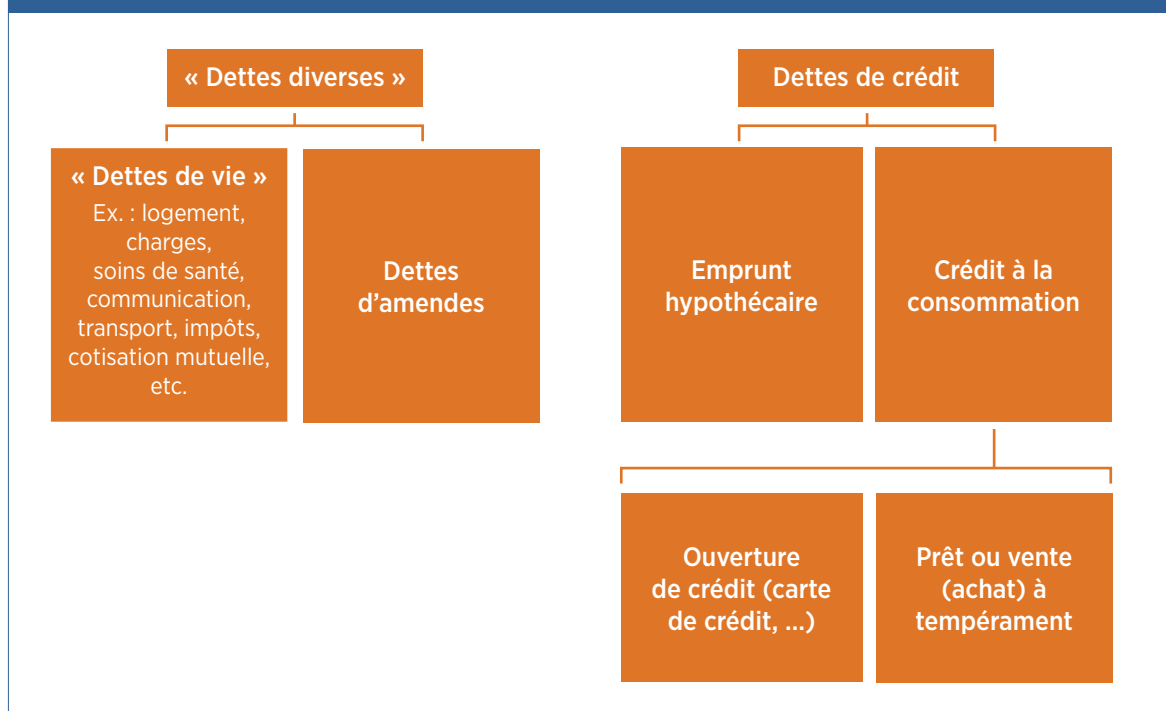 « Dettes diverses »
Dettes de crédit
« Dettes de vie »
Ex. : logement,
charges,
soins de santé,
communication,
transport, impôts,
cotisation mutuelle,
etc.
Dettes
d’amendes
Emprunt
hypothécaire
Crédit à la
consommation
Ouverture
de crédit (carte
de crédit, ...)
Prêt ou vente
(achat) à
tempérament